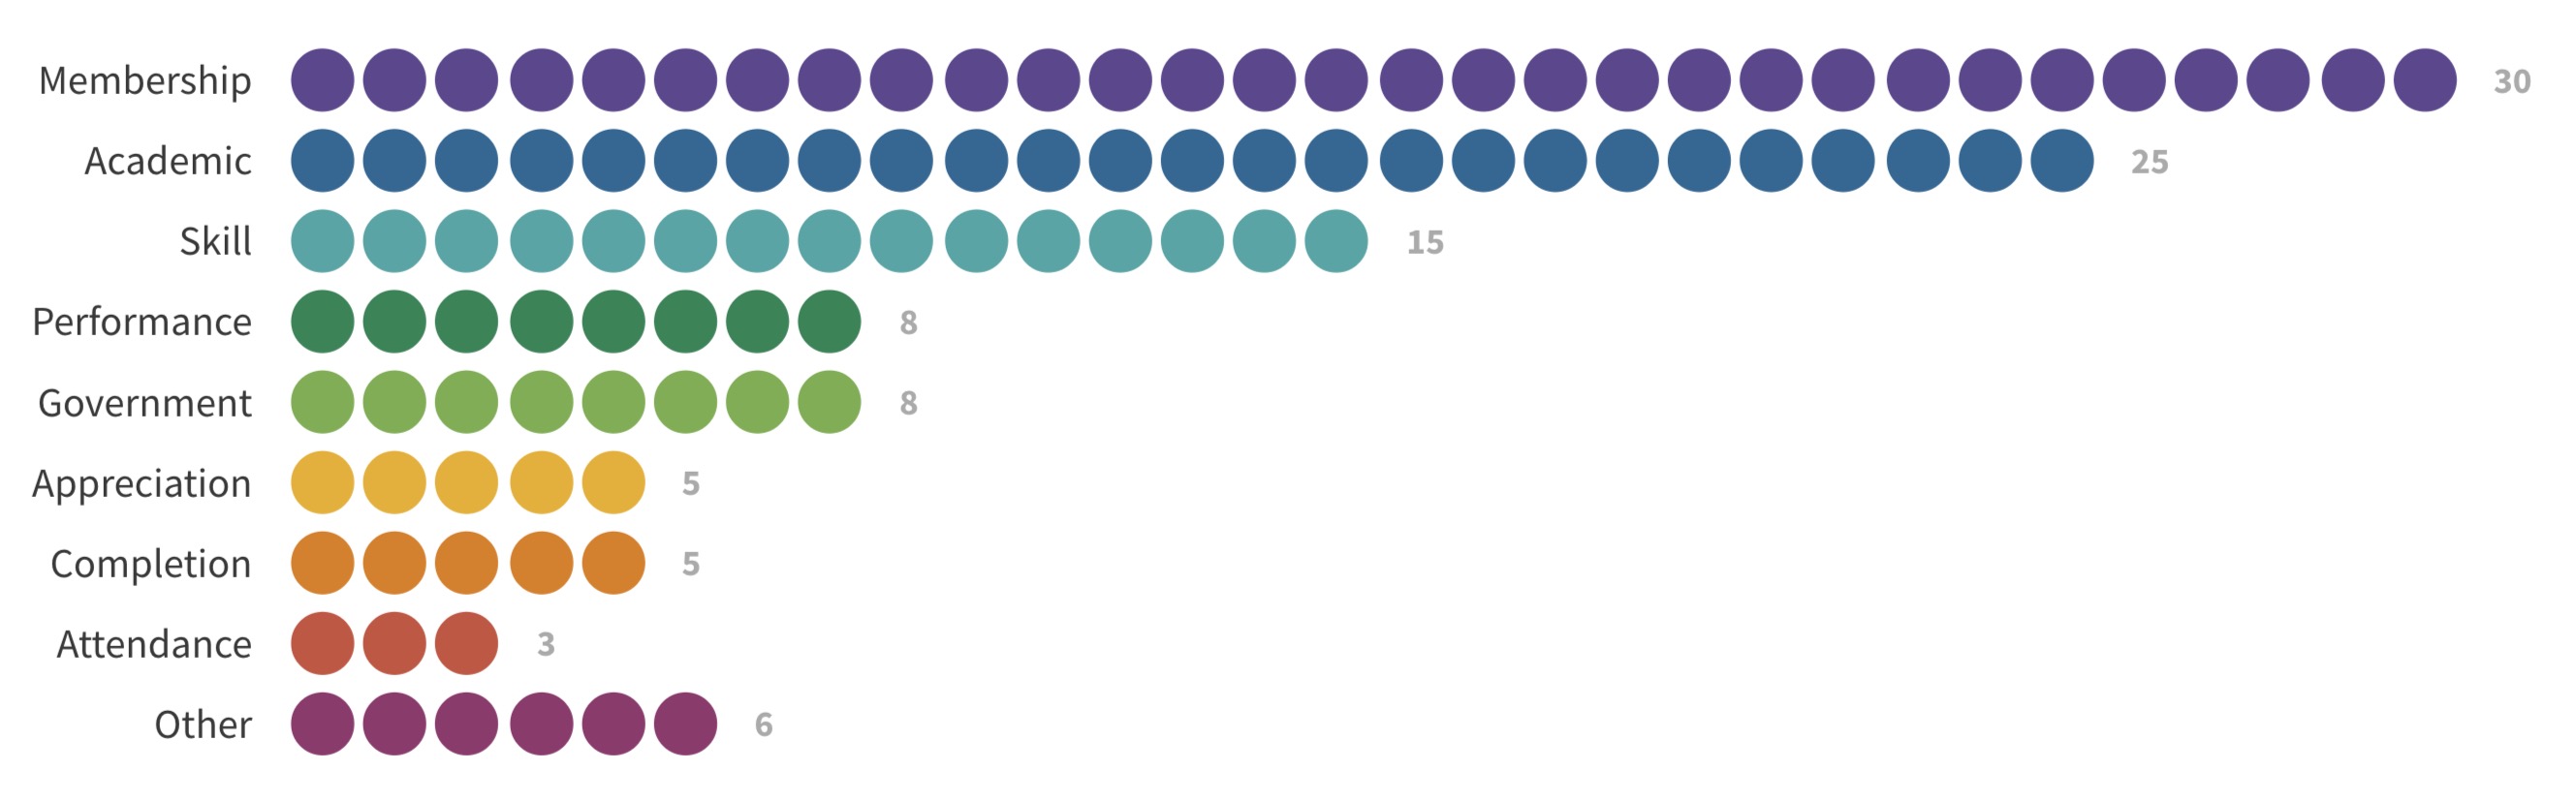 Membership 30
Academic 25
Skill 15
Performance 8
Government 8
Appreciation 5
Completion 5
Attendance 3
Other 6